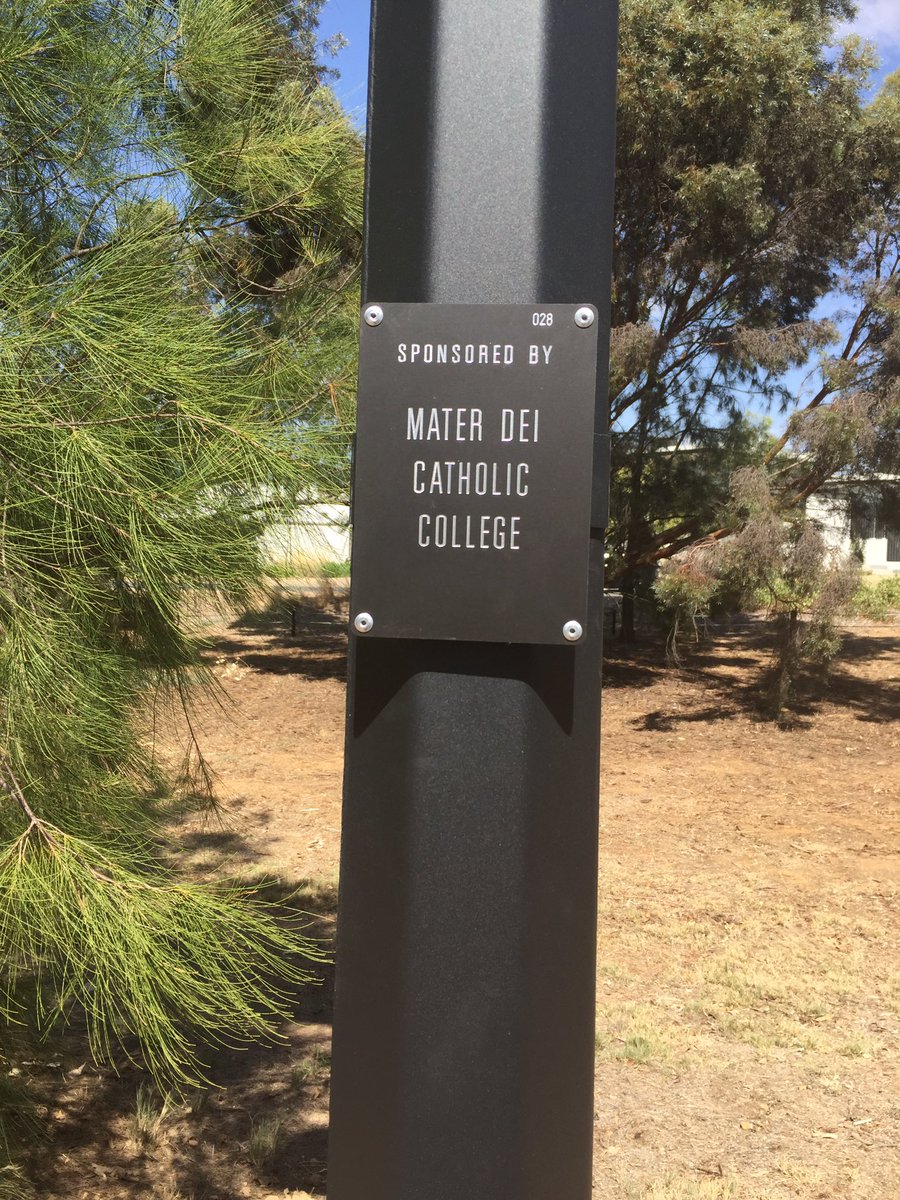 028
SPONSORED BY
MATER DEI
CATHOLIC
COLLEGE